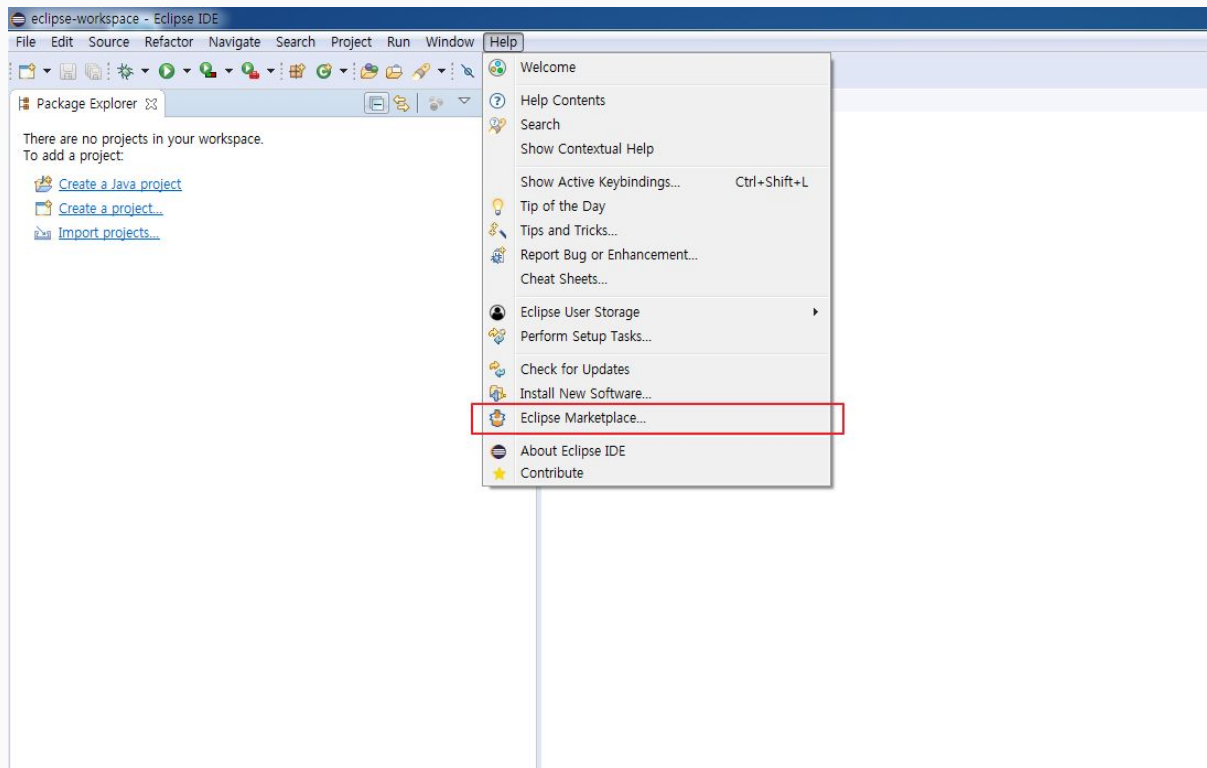 eclipse-workspace - Eclipse IDE
File Edit Source Refactor Navigate Search Project Run Window Help
Package Explorer
There are no projects in your workspace.
To add a project:
Create a Java project
Create a project...
Import projects...
Welcome
Help Contents
Search
Show Contextual Help
Show Active Keybindings... Ctrl+Shift+L
Tip of the Day
Tips and Tricks...
Report Bug or Enhancement...
Cheat Sheets...
Eclipse User Storage
Perform Setup Tasks...
Check for Updates
Install New Software...
Eclipse Marketplace...
About Eclipse IDE
Contribute